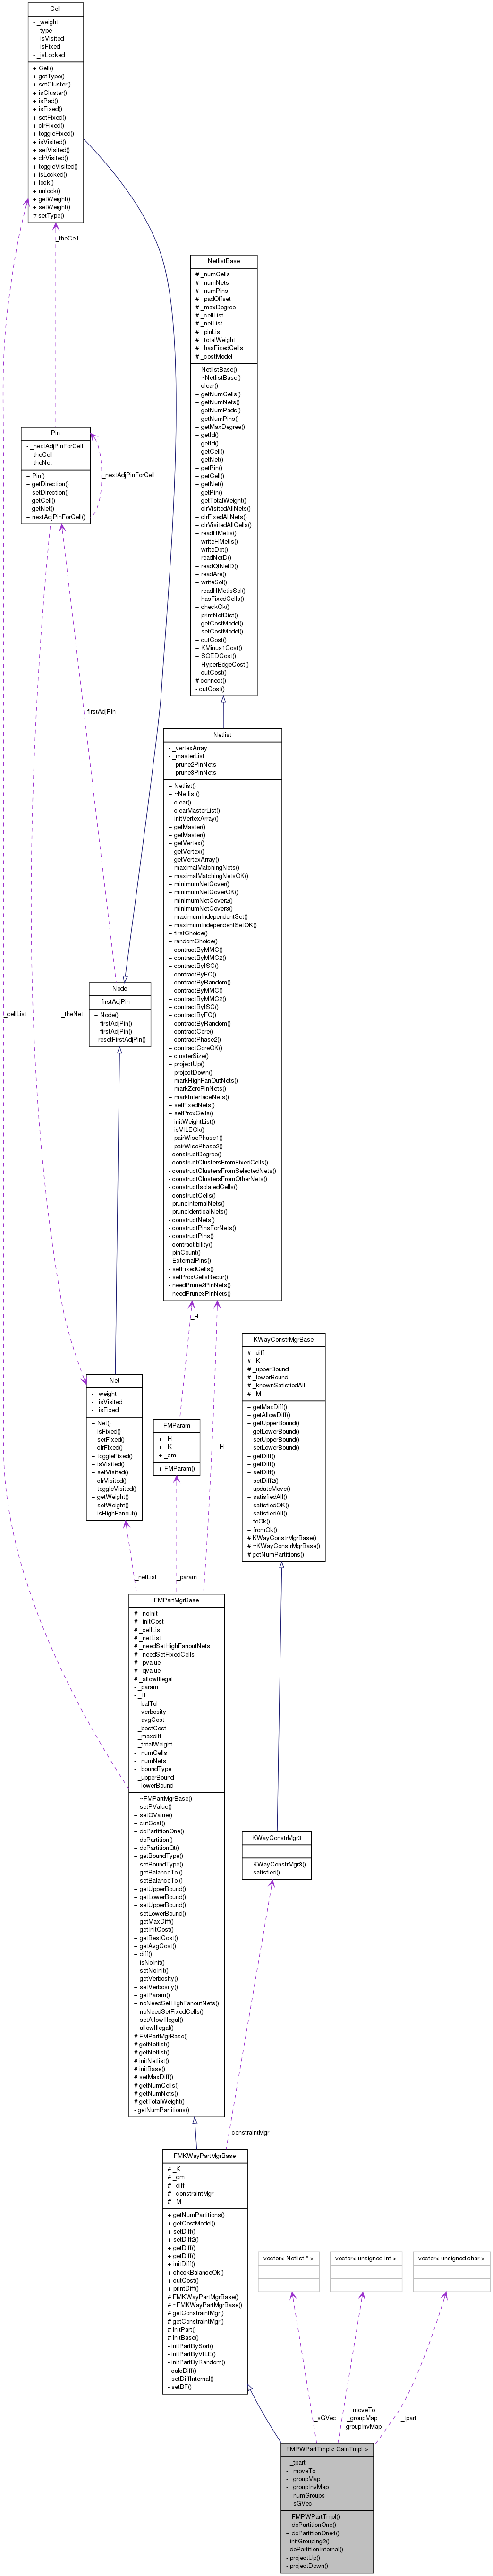 Cell
- _weight
- _type
- _isVisited
- _isFixed
- _isLocked
+ Cell()
+ getType()
+ setCluster()
+ isCluster()
+ isPad()
+ isFixed()
+ setFixed()
+ clrFixed()
+ toggleFixed()
+ isVisited()
+ setVisited()
+ clrVisited()
+ toggleVisited()
+ isLocked()
+ lock()
+ unlock()
+ getWeight()
+ setWeight()
# setType()
_theCell
NetlistBase
# _numCells
# _numNets
# _numPins
# _padOffset
# _maxDegree
# _cellList
# _netList
# _pinList
# _totalWeight
# _hasFixedCells
# _costModel
+ NetlistBase()
+ ~NetlistBase()
+ clear()
+ getNumCells()
+ getNumNets()
+ getNumPads()
+ getNumPins()
+ getMaxDegree()
+ getId()
+ getId()
+ getCell()
+ getNet()
+ getPin()
+ getCell()
+ getNet()
+ getPin()
+ getTotalWeight()
+ clrVisitedAllNets()
+ clrFixedAllNets()
+ clrVisitedAllCells()
+ readHMetis()
+ writeHMetis()
+ writeDot()
+ readNetD()
+ readQtNetD()
+ readAre()
+ writeSol()
+ readHMetisSol()
+ hasFixedCells()
+ checkOk()
+ printNetDist()
+ getCostModel()
+ setCostModel()
+ cutCost()
+ KMinus1Cost()
+ SOEDCost()
+ HyperEdgeCost()
+ cutCost()
# connect()
- cutCost()
Pin
- _nextAdjPinForCell
- _theCell
- _theNet
+ Pin()
+ getDirection()
+ setDirection()
+ getCell()
+ getNet()
+ nextAdjPinForCell()
_nextAdjPinForCell
_firstAdjPin
Netlist
- _vertexArray
- _masterList
- _prune2PinNets
- _prune3PinNets
+ Netlist()
+ ~Netlist()
+ clear()
+ clearMasterList()
+ initVertexArray()
+ getMaster()
+ getMaster()
+ getVertex()
+ getVertex()
+ getVertexArray()
+ maximalMatchingNets()
+ maximalMatchingNetsOK()
+ minimumNetCover()
+ minimumNetCoverOK()
+ minimumNetCover2()
+ minimumNetCover3()
+ maximumIndependentSet()
+ maximumIndependentSetOK()
+ firstChoice()
+ randomChoice()
+ contractByMMC()
+ contractByMMC2()
+ contractByISC()
+ contractByFC()
+ contractByRandom()
+ contractByMMC()
+ contractByMMC2()
+ contractByISC()
+ contractByFC()
+ contractByRandom()
+ contractCore()
+ contractPhase2()
+ contractCoreOK()
+ clusterSize()
+ projectUp()
+ projectDown()
+ markHighFanOutNets()
+ markZeroPinNets()
+ markInterfaceNets()
+ setFixedNets()
+ setProxCells()
+ initWeightList()
+ isVILEOk()
+ pairWisePhase1()
+ pairWisePhase2()
- constructDegree()
- constructClustersFromFixedCells()
- constructClustersFromSelectedNets()
- constructClustersFromOtherNets()
- constructIsolatedCells()
- constructCells()
- pruneInternalNets()
- pruneIdenticalNets()
- constructNets()
- constructPinsForNets()
- constructPins()
- contractibility()
- pinCount()
- ExternalPins()
- setFixedCells()
- setProxCellsRecur()
- needPrune2PinNets()
- needPrune3PinNets()
Node
- _firstAdjPin
+ Node()
+ firstAdjPin()
+ firstAdjPin()
- resetFirstAdjPin()
_cellList
_theNet
_H
KWayConstrMgrBase
# _diff
# _K
# _upperBound
# _lowerBound
# _knownSatisfiedAll
# _M
+ getMaxDiff()
+ getAllowDiff()
+ getUpperBound()
+ getLowerBound()
+ setUpperBound()
+ setLowerBound()
+ getDiff()
+ getDiff()
+ setDiff()
+ setDiff2()
+ updateMove()
+ satisfiedAll()
+ satisfiedOK()
+ satisfiedAll()
+ toOk()
+ fromOk()
# KWayConstrMgrBase()
# ~KWayConstrMgrBase()
# getNumPartitions()
Net
- _weight
- _isVisited
- _isFixed
+ Net()
+ isFixed()
+ setFixed()
+ clrFixed()
+ toggleFixed()
+ isVisited()
+ setVisited()
+ clrVisited()
+ toggleVisited()
+ getWeight()
+ setWeight()
+ isHighFanout()
FMParam
+ _H
+ _K
+ _cm
+ FMParam()
_H
_netList
_param
FMPartMgrBase
# _noInit
# _initCost
# _cellList
# _netList
# _needSetHighFanoutNets
# _needSetFixedCells
# _pvalue
# _qvalue
# _allowIllegal
- _param
- _H
- _balTol
- _verbosity
- _avgCost
- _bestCost
- _maxdiff
- _totalWeight
- _numCells
- _numNets
- _boundType
- _upperBound
- _lowerBound
+ ~FMPartMgrBase()
+ setPValue()
+ setQValue()
+ cutCost()
+ doPartitionOne()
+ doPartition()
+ doPartitionQt()
+ getBoundType()
+ setBoundType()
+ getBalanceTol()
+ setBalanceTol()
+ getUpperBound()
+ getLowerBound()
+ setUpperBound()
+ setLowerBound()
+ getMaxDiff()
+ getInitCost()
+ getBestCost()
+ getAvgCost()
+ diff()
+ isNoInit()
+ setNoInit()
+ getVerbosity()
+ setVerbosity()
+ getParam()
+ noNeedSetHighFanoutNets()
+ noNeedSetFixedCells()
+ setAllowIllegal()
+ allowIllegal()
# FMPartMgrBase()
# getNetlist()
# getNetlist()
# initNetlist()
# initBase()
# setMaxDiff()
# getNumCells()
# getNumNets()
# getTotalWeight()
- getNumPartitions()
KWayConstrMgr3
+ KWayConstrMgr3()
+ satisfied()
_constraintMgr
FMKWayPartMgrBase
# _K
# _cm
# _diff
# _constraintMgr
# _M
+ getNumPartitions()
+ getCostModel()
+ setDiff()
+ setDiff2()
+ getDiff()
+ getDiff()
+ initDiff()
+ checkBalanceOk()
+ cutCost()
+ printDiff()
# FMKWayPartMgrBase()
# ~FMKWayPartMgrBase()
# getConstraintMgr()
# getConstraintMgr()
# initPart()
# initBase()
- initPartBySort()
- initPartByVILE()
- initPartByRandom()
- calcDiff()
- setDiffInternal()
- setBF()
vector< Netlist * >
vector< unsigned int >
vector< unsigned char >
_sGVec
_moveTo
_groupMap
_groupInvMap
_tpart
FMPWPartTmpl< GainTmpl >
- _tpart
- _moveTo
- _groupMap
- _groupInvMap
- _numGroups
- _sGVec
+ FMPWPartTmpl()
+ doPartitionOne()
+ doPartitionOne4()
- initGrouping2()
- doPartitionInternal()
- projectUp()
- projectDown()